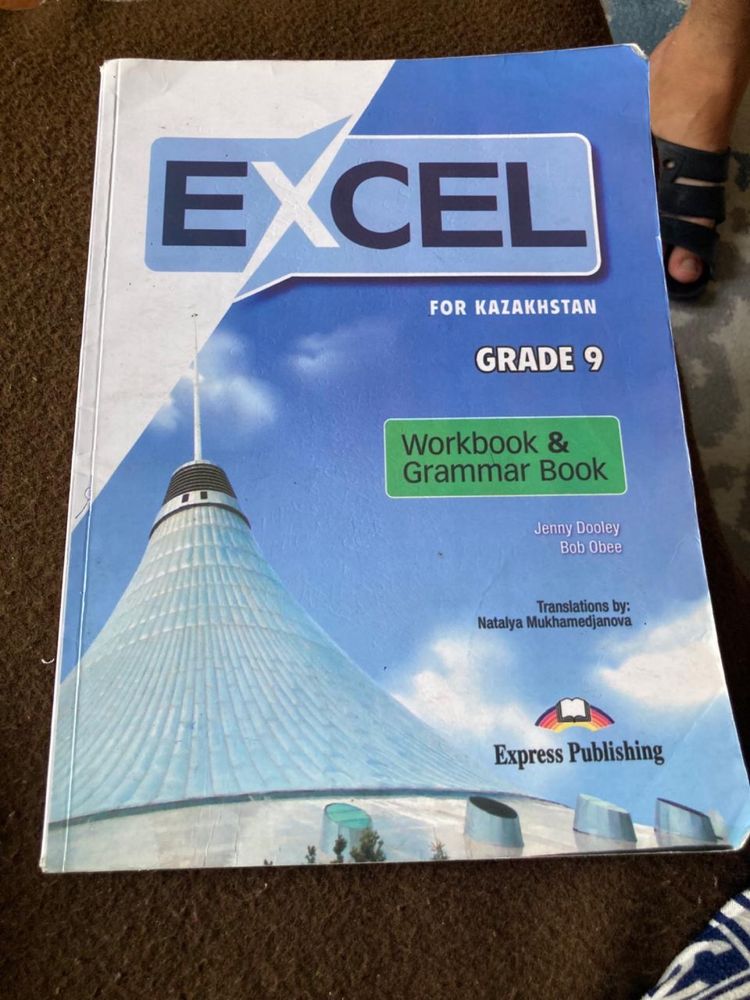 EXCEL
FOR KAZAKHSTAN
GRADE 9
Workbook &
Grammar Book
Jenny Dooley
Bob Obee
Translations by:
Natalya Mukhamedjanova
Express Publishing